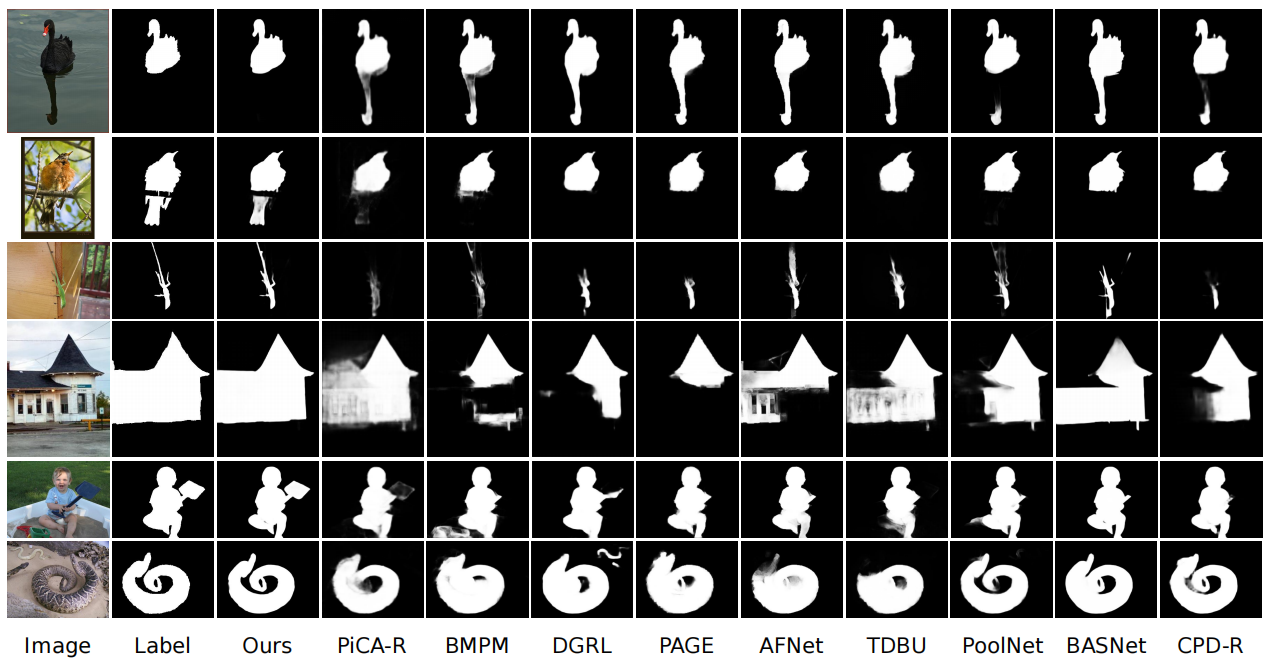 Image Label Ours PiCA-R BMPM DGRL PAGE AFNet TDBU PoolNet BASNet CPD-R